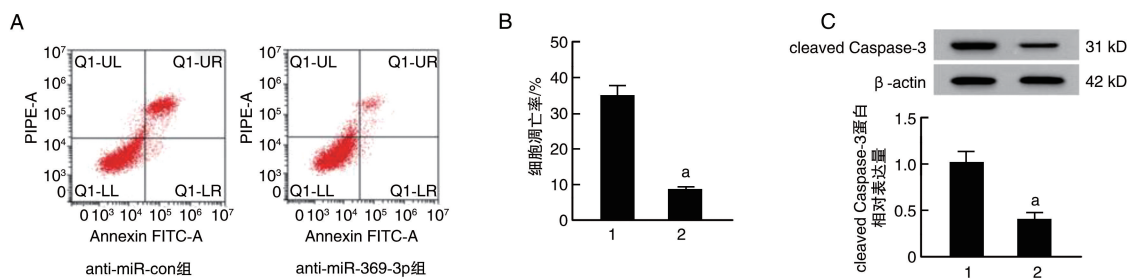 A
10⁷
10⁶
10⁵
10⁴
10³
0
PIPE-A
Q1-UL
Q1-UR
Q1-LL
Q1-LR
0 10³ 10⁴ 10⁵ 10⁶ 10⁷
Annexin FITC-A
anti-miR-con组
10⁷
10⁶
10⁵
10⁴
10³
0
PIPE-A
Q1-UL
Q1-UR
Q1-LL
Q1-LR
0 10³ 10⁴ 10⁵ 10⁶ 10⁷
Annexin FITC-A
anti-miR-369-3p组
B
细胞凋亡率/%
50
40
30
20
10
0
a
1 2
C
cleaved Caspase-3 31 kD
β-actin 42 kD
cleaved Caspase-3蛋白
相对表达量
1.5
1.0
0.5
0
a
1 2